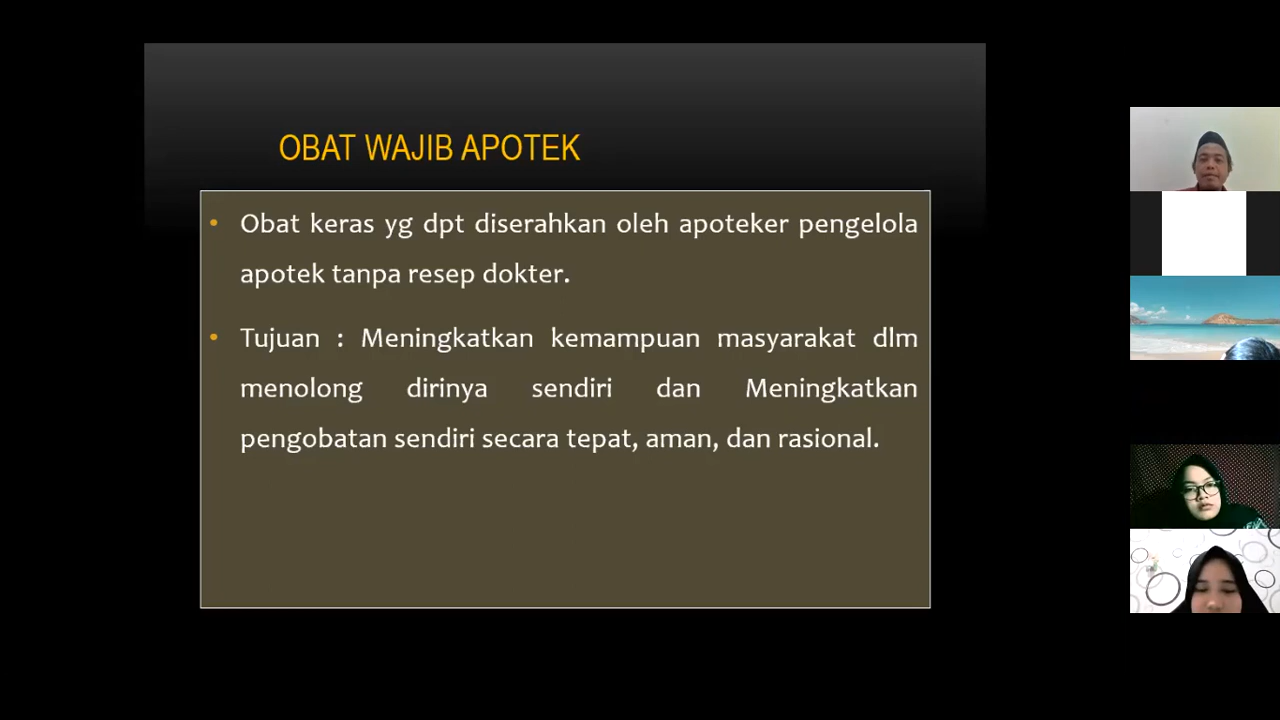 OBAT WAJIB APOTEK
• Obat keras yg dpt diserahkan oleh apoteker pengelola
apotek tanpa resep dokter.
• Tujuan : Meningkatkan kemampuan masyarakat dlm
menolong dirinya sendiri dan Meningkatkan
pengobatan sendiri secara tepat, aman, dan rasional.